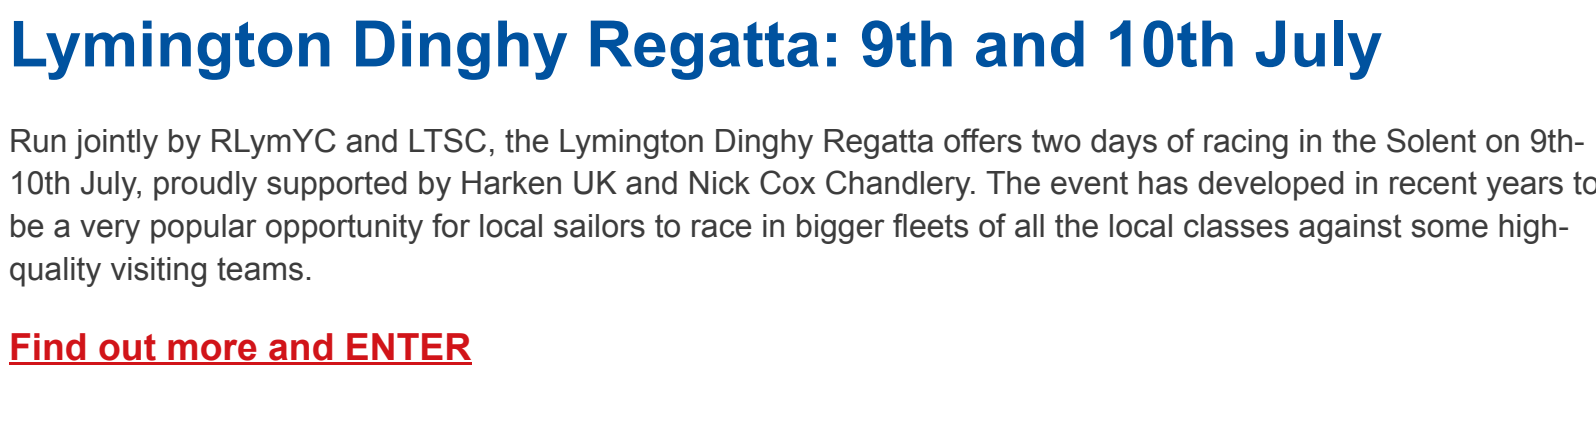 Lymington Dinghy Regatta: 9th and 10th July
Run jointly by RLymYC and LTSC, the Lymington Dinghy Regatta offers two days of racing in the Solent on 9th-
10th July, proudly supported by Harken UK and Nick Cox Chandlery. The event has developed in recent years to
be a very popular opportunity for local sailors to race in bigger fleets of all the local classes against some high-
quality visiting teams.
Find out more and ENTER